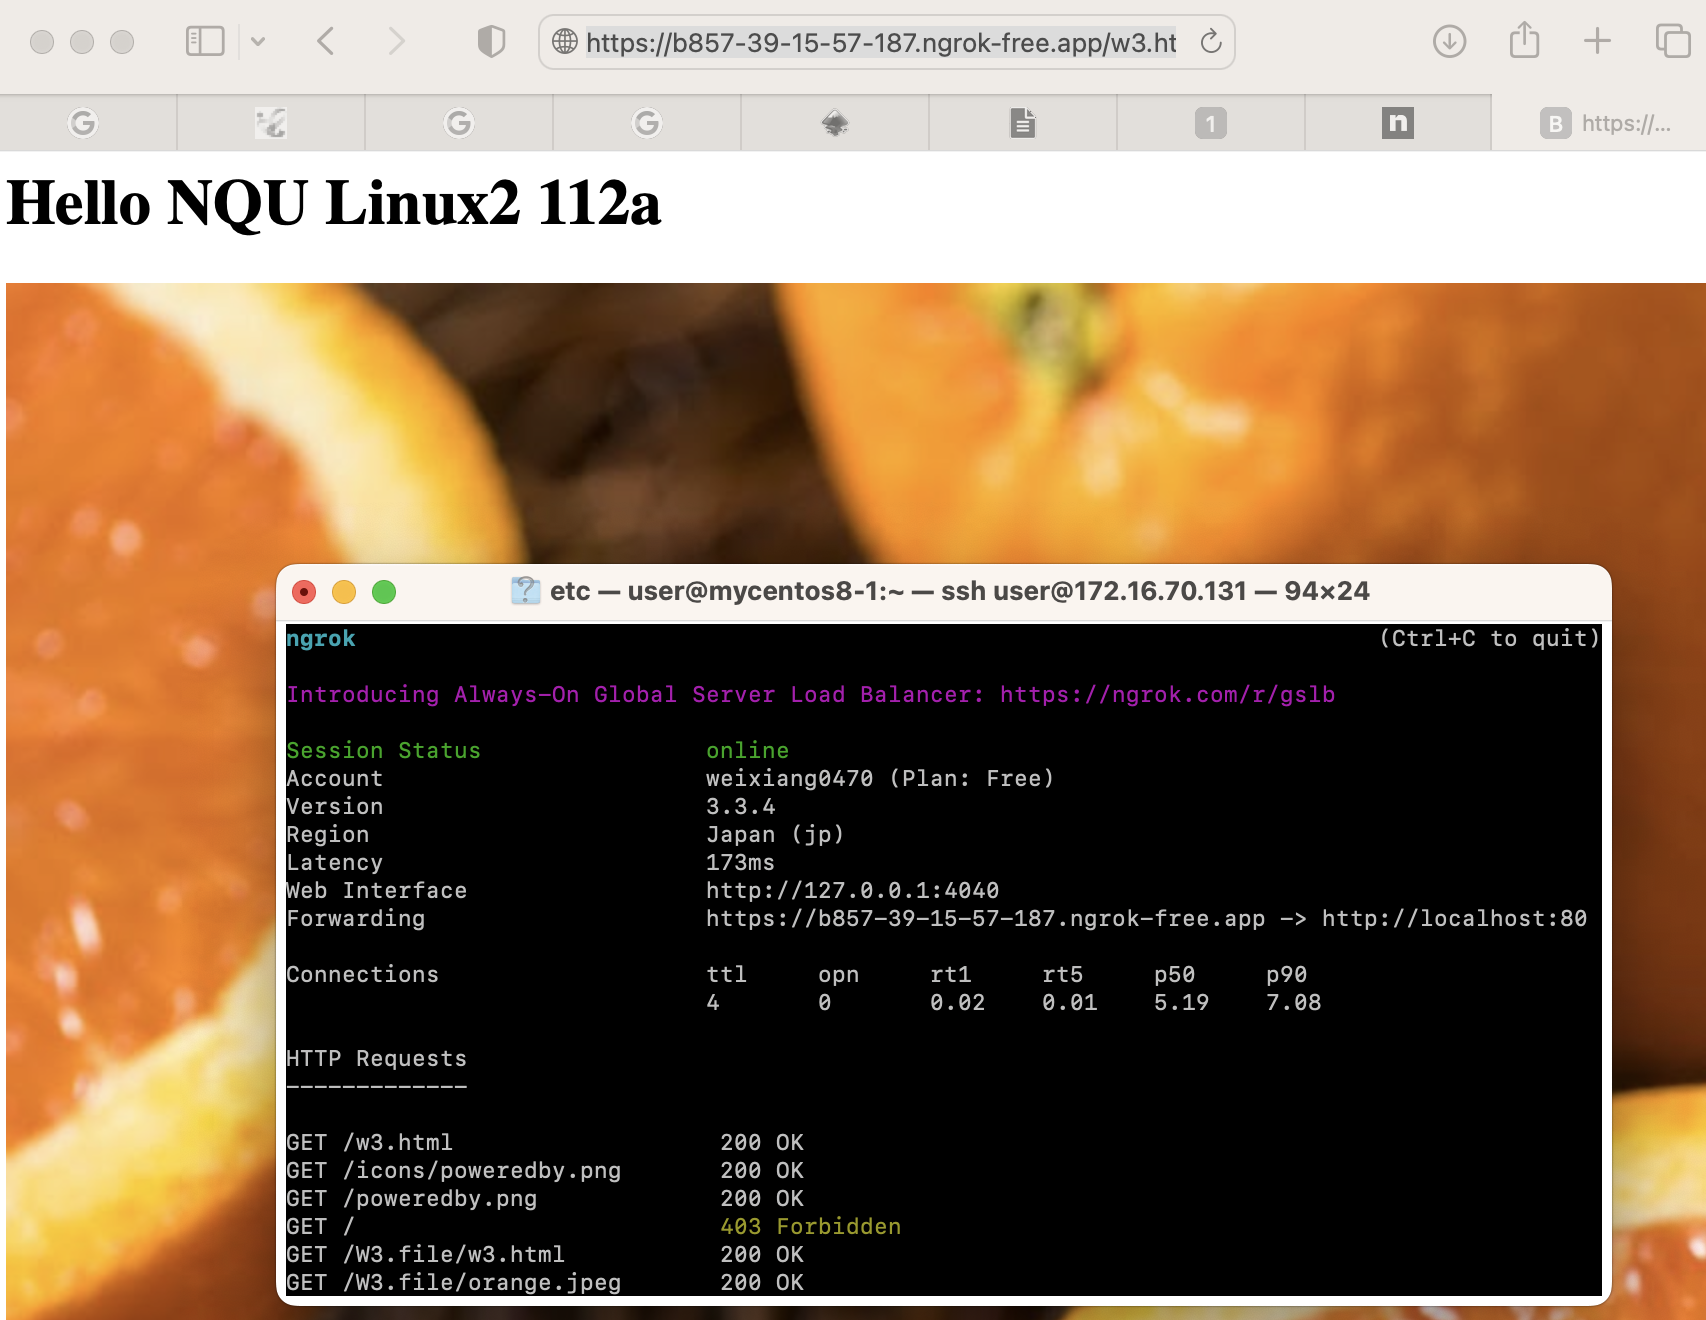 https://b857-39-15-57-187.ngrok-free.app/w3.ht
1
n
B https://...
Hello NQU Linux2 112a
etc — user@mycentos8-1:~ — ssh user@172.16.70.131 — 94×24
ngrok (Ctrl+C to quit)
Introducing Always-On Global Server Load Balancer: https://ngrok.com/r/gslb
Session Status online
Account weixiang0470 (Plan: Free)
Version 3.3.4
Region Japan (jp)
Latency 173ms
Web Interface http://127.0.0.1:4040
Forwarding https://b857-39-15-57-187.ngrok-free.app -> http://localhost:80
Connections ttl opn rt1 rt5 p50 p90
4 0 0.02 0.01 5.19 7.08
HTTP Requests
-------------
GET /w3.html 200 OK
GET /icons/poweredby.png 200 OK
GET /poweredby.png 200 OK
GET / 403 Forbidden
GET /W3.file/w3.html 200 OK
GET /W3.file/orange.jpeg 200 OK